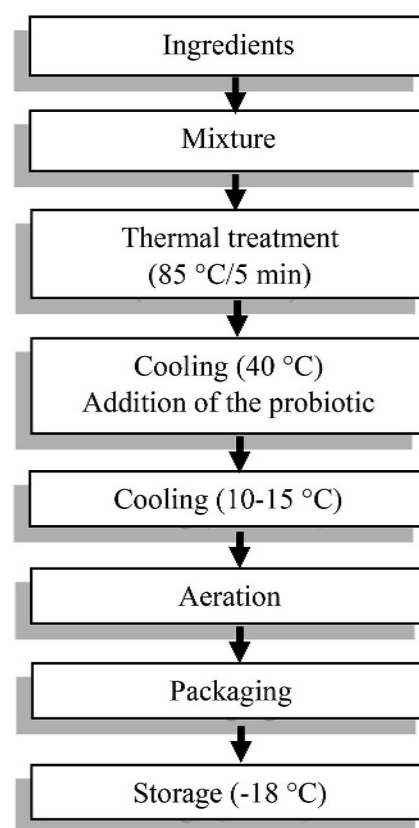 Ingredients
Mixture
Thermal treatment
(85 °C/5 min)
Cooling (40 °C)
Addition of the probiotic
Cooling (10-15 °C)
Aeration
Packaging
Storage (-18 °C)